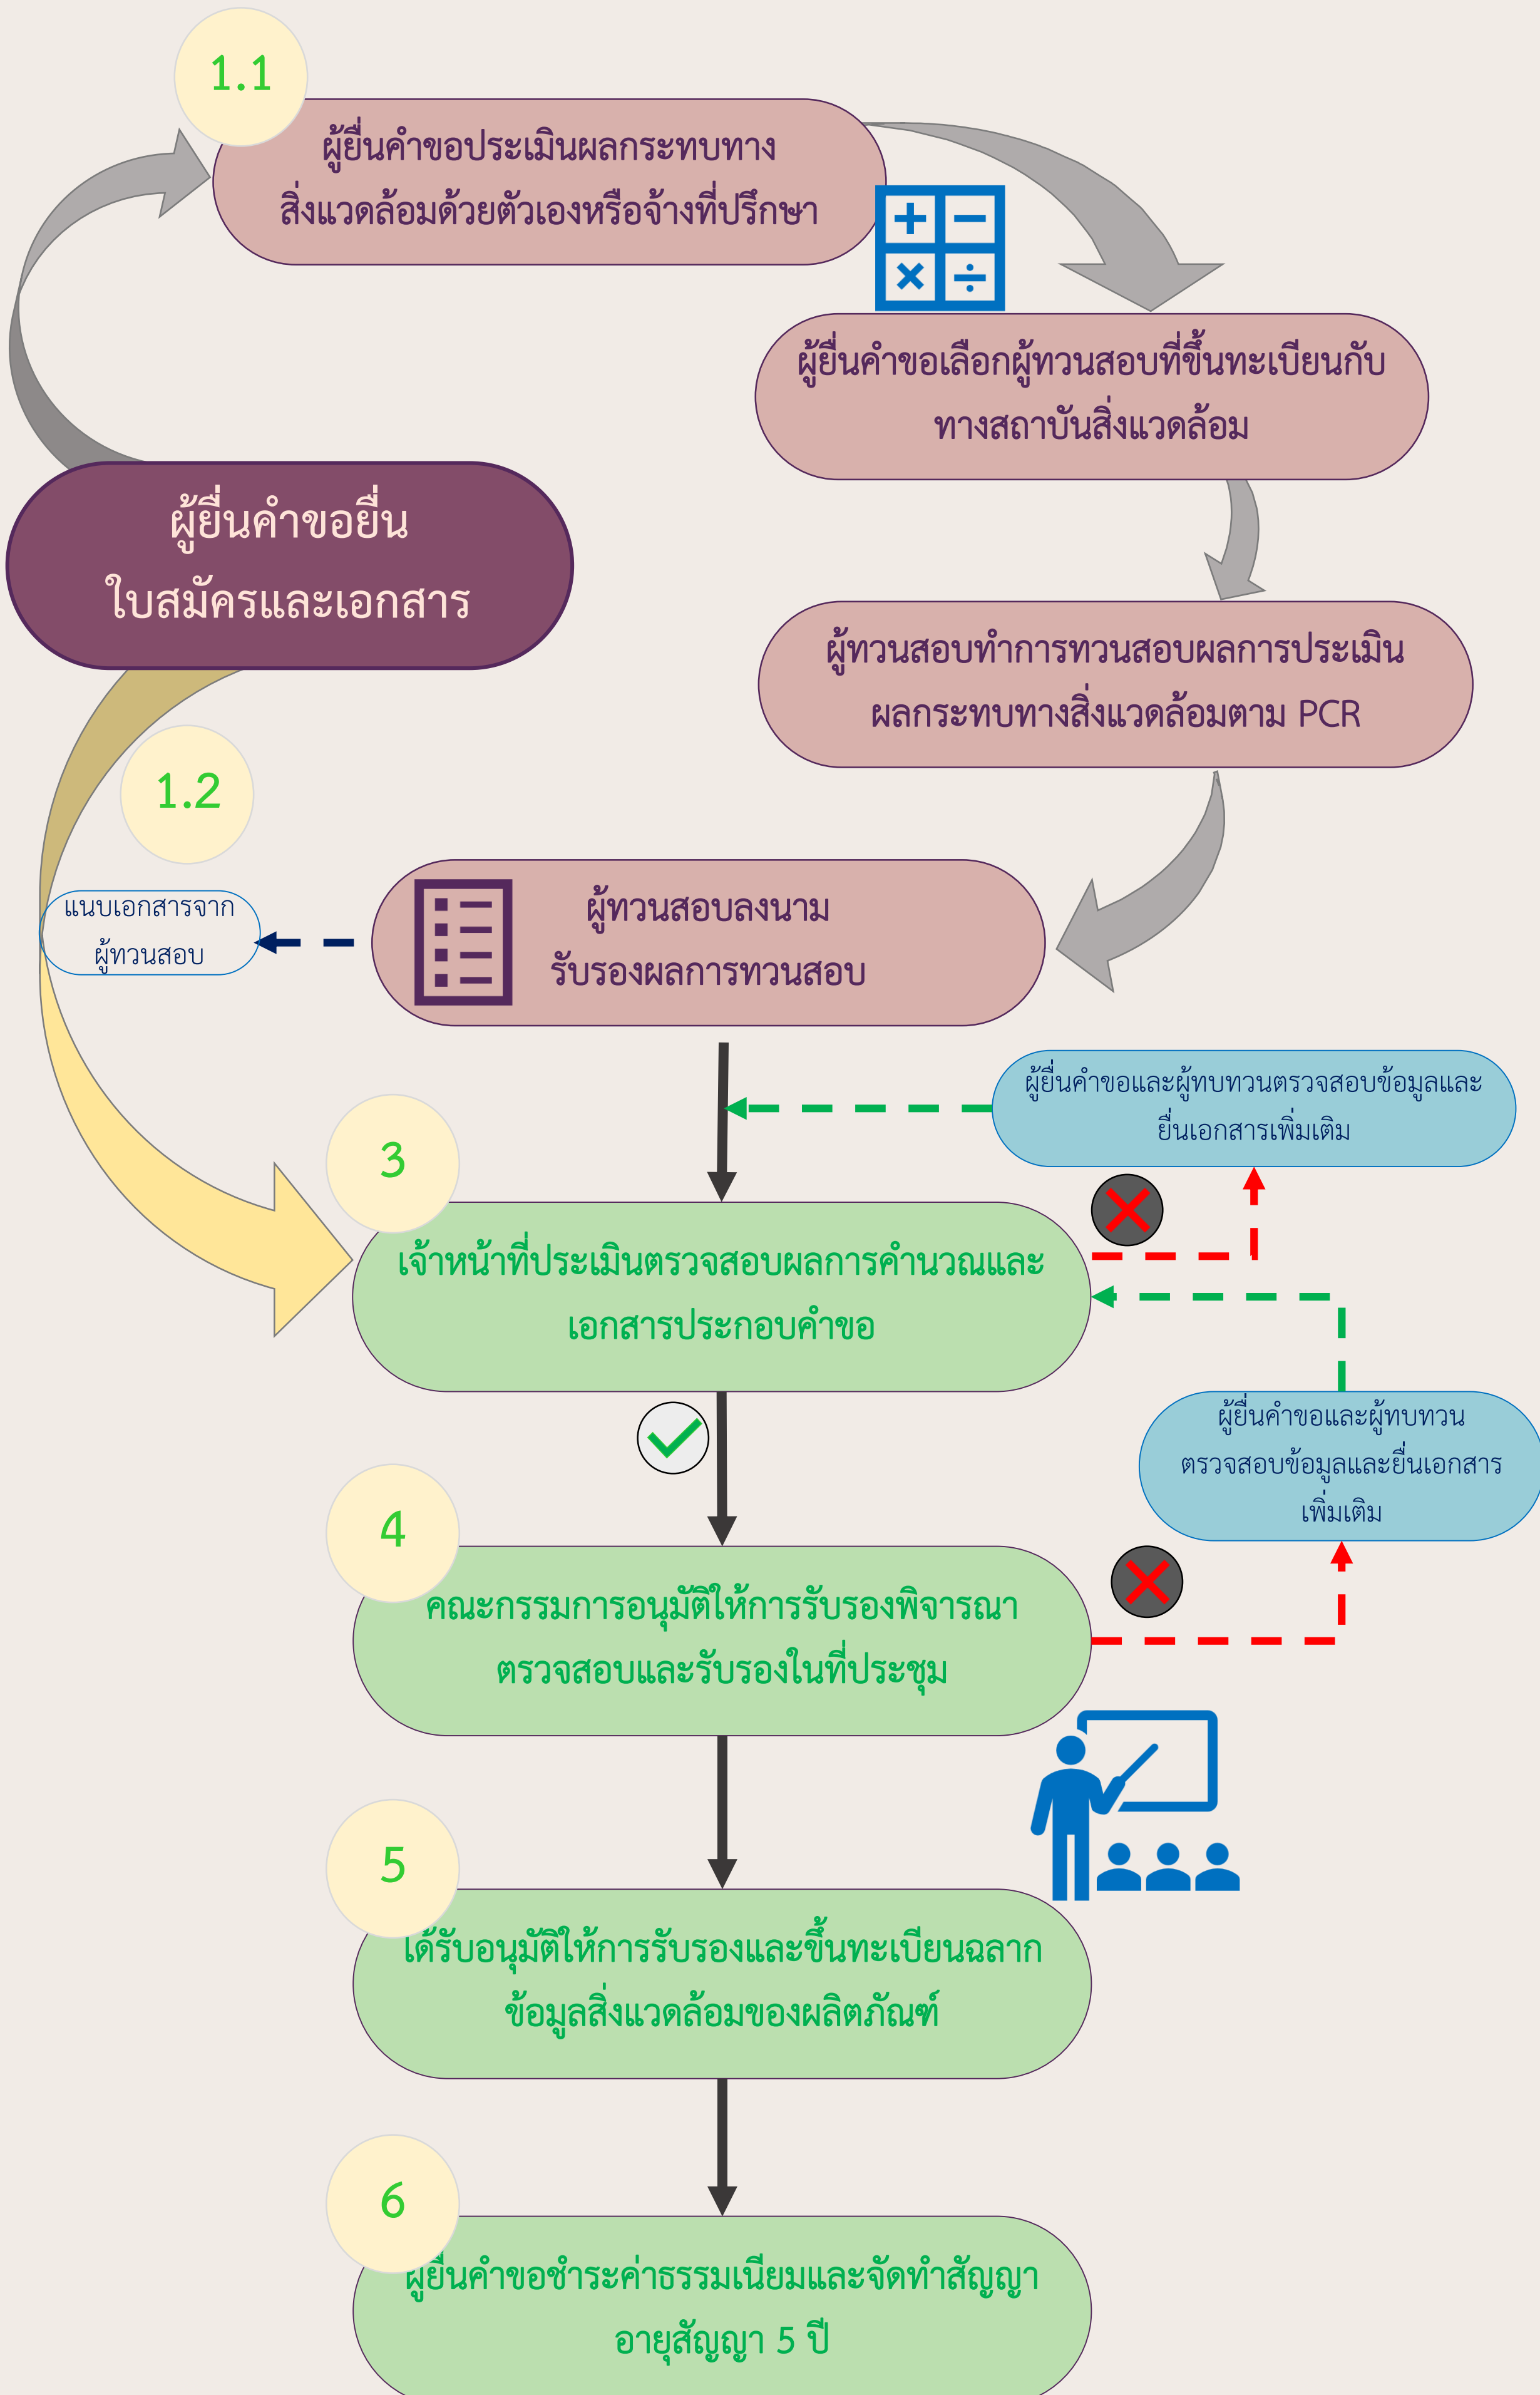 1.1
ผู้ยื่นคำขอประเมินผลกระทบทาง
สิ่งแวดล้อมด้วยตัวเองหรือจ้างที่ปรึกษา
ผู้ยื่นคำขอเลือกผู้ทวนสอบที่ขึ้นทะเบียนกับ
ทางสถาบันสิ่งแวดล้อม
ผู้ยื่นคำขอยื่น
ใบสมัครและเอกสาร
ผู้ทวนสอบทำการทวนสอบผลการประเมิน
ผลกระทบทางสิ่งแวดล้อมตาม PCR
1.2
แนบเอกสารจาก
ผู้ทวนสอบ
ผู้ทวนสอบลงนาม
รับรองผลการทวนสอบ
ผู้ยื่นคำขอและผู้ทบทวนตรวจสอบข้อมูลและ
ยื่นเอกสารเพิ่มเติม
3
เจ้าหน้าที่ประเมินตรวจสอบผลการคำนวณและ
เอกสารประกอบคำขอ
ผู้ยื่นคำขอและผู้ทบทวน
ตรวจสอบข้อมูลและยื่นเอกสาร
เพิ่มเติม
4
คณะกรรมการอนุมัติให้การรับรองพิจารณา
ตรวจสอบและรับรองในที่ประชุม
5
ได้รับอนุมัติให้การรับรองและขึ้นทะเบียนฉลาก
ข้อมูลสิ่งแวดล้อมของผลิตภัณฑ์
6
ผู้ยื่นคำขอชำระค่าธรรมเนียมและจัดทำสัญญา
อายุสัญญา 5 ปี